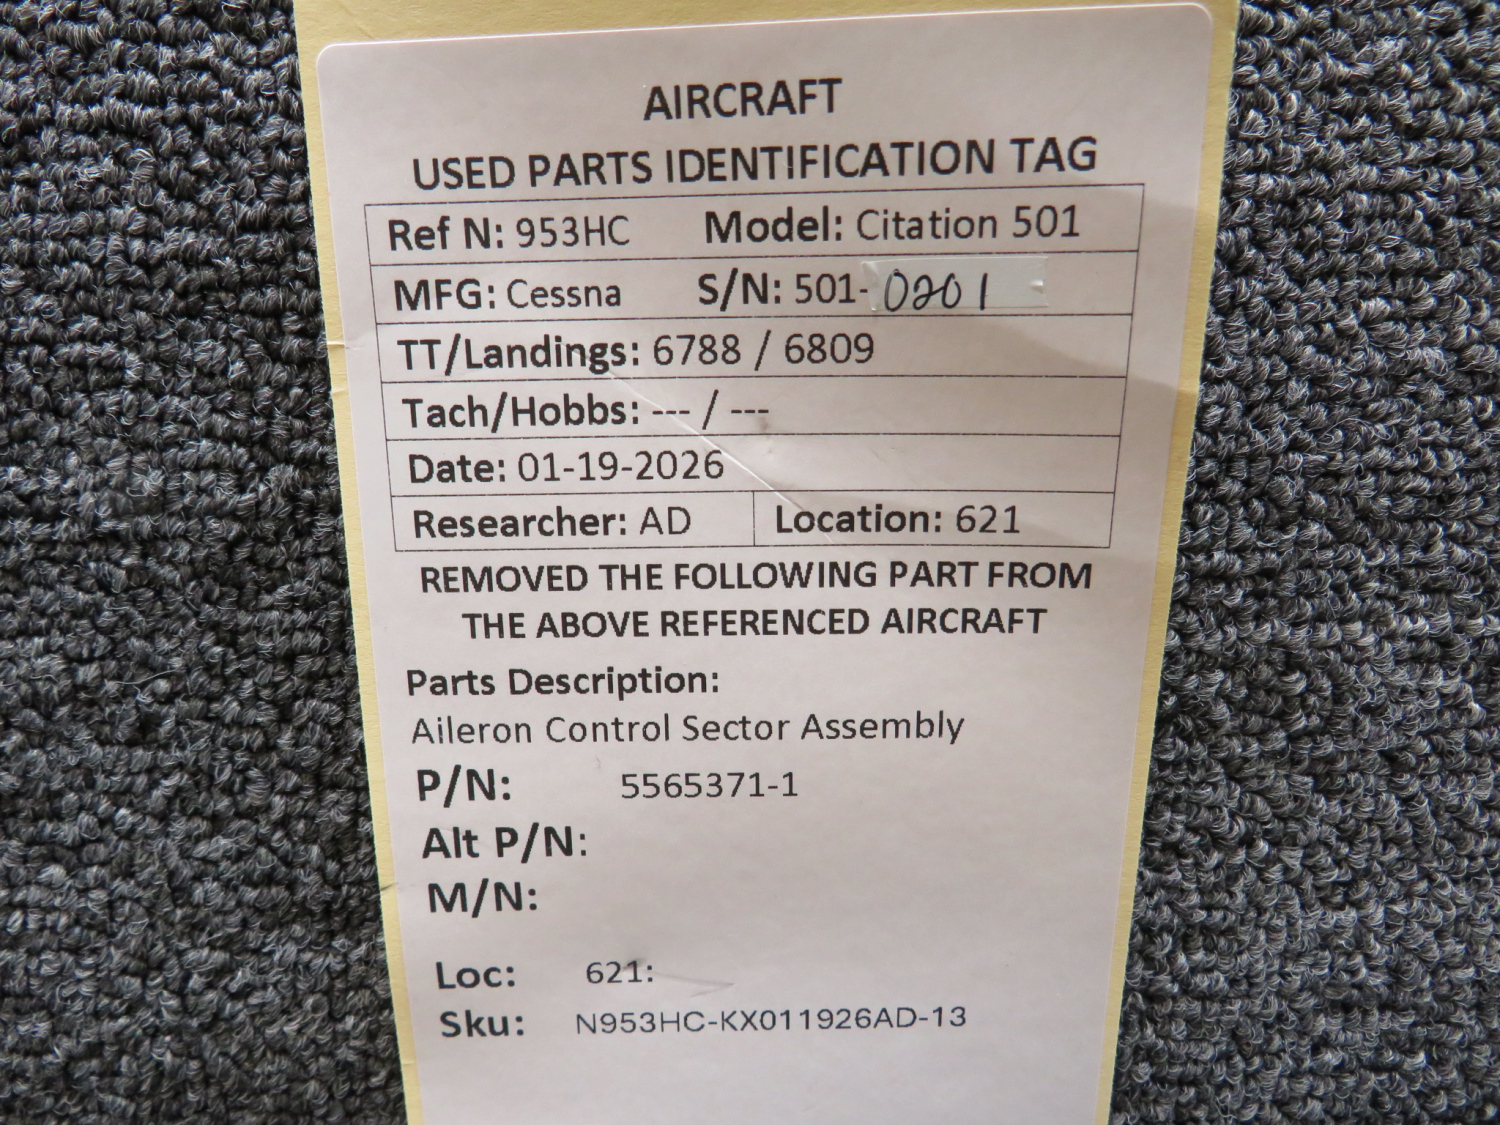 AIRCRAFT
USED PARTS IDENTIFICATION TAG
Ref N: 953HC Model: Citation 501
MFG: Cessna S/N: 501-0201
TT/Landings: 6788 / 6809
Tach/Hobbs: --- / ---
Date: 01-19-2026
Researcher: AD Location: 621
REMOVED THE FOLLOWING PART FROM
THE ABOVE REFERENCED AIRCRAFT
Parts Description:
Aileron Control Sector Assembly
P/N: 5565371-1
Alt P/N:
M/N:
Loc: 621:
Sku: N953HC-KX011926AD-13